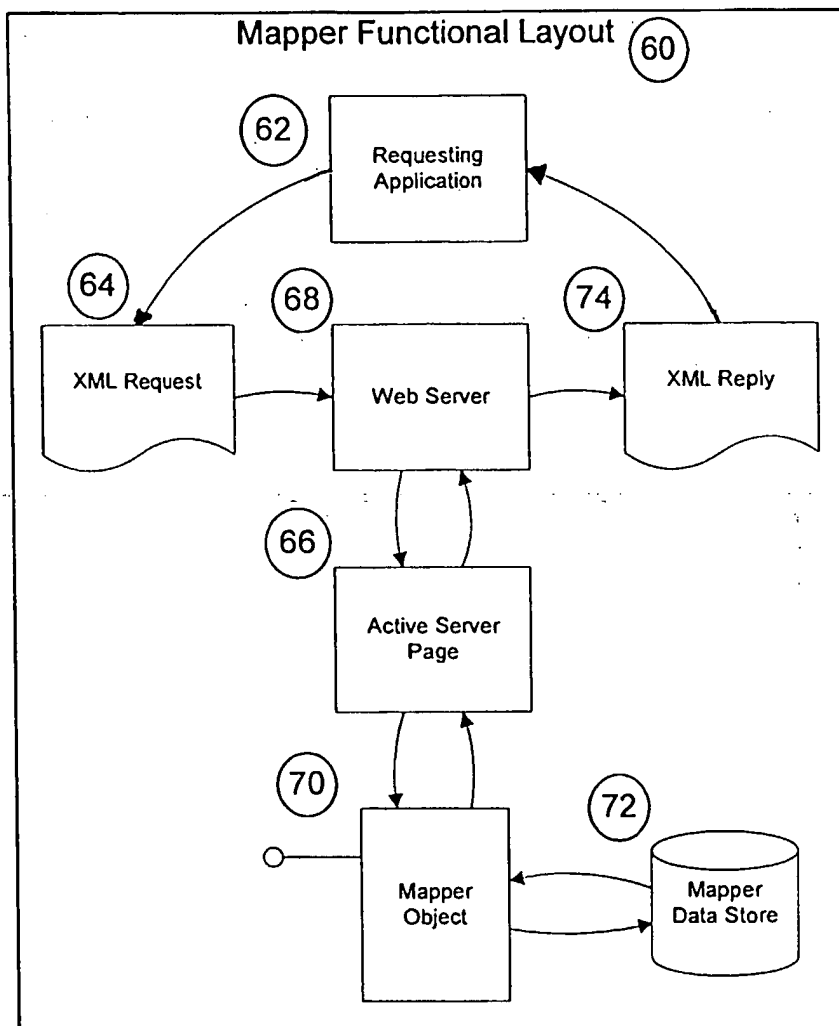 Mapper Functional Layout
60
62
Requesting
Application
64
68
74
XML Request
Web Server
XML Reply
66
Active Server
Page
70
72
Mapper
Object
Mapper
Data Store